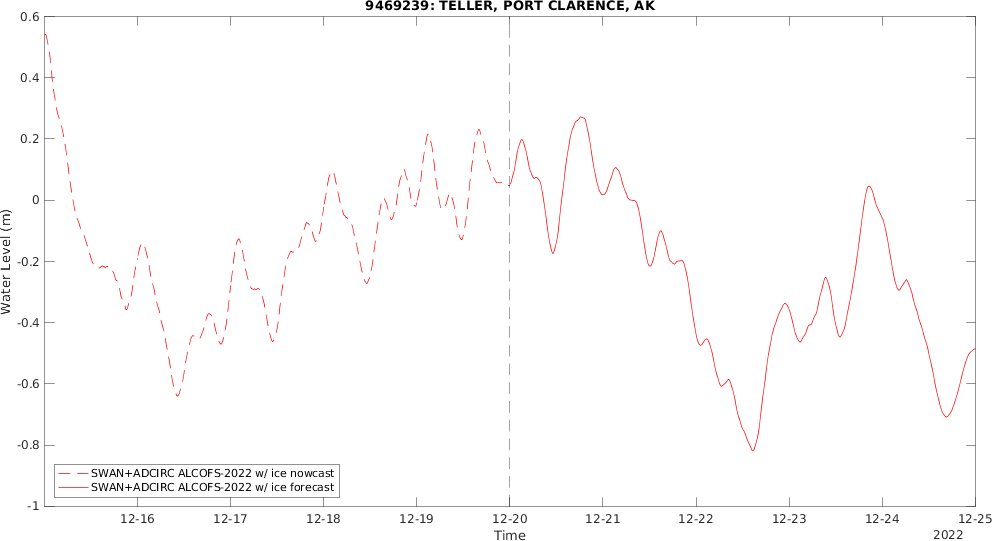 9469239: TELLER, PORT CLARENCE, AK
0.6
0.4
0.2
0
-0.2
-0.4
-0.6
-0.8
-1
Water Level (m)
SWAN+ADCIRC ALCOFS-2022 w/ ice nowcast
SWAN+ADCIRC ALCOFS-2022 w/ ice forecast
12-16 12-17 12-18 12-19 12-20 12-21 12-22 12-23 12-24 12-25
Time
2022